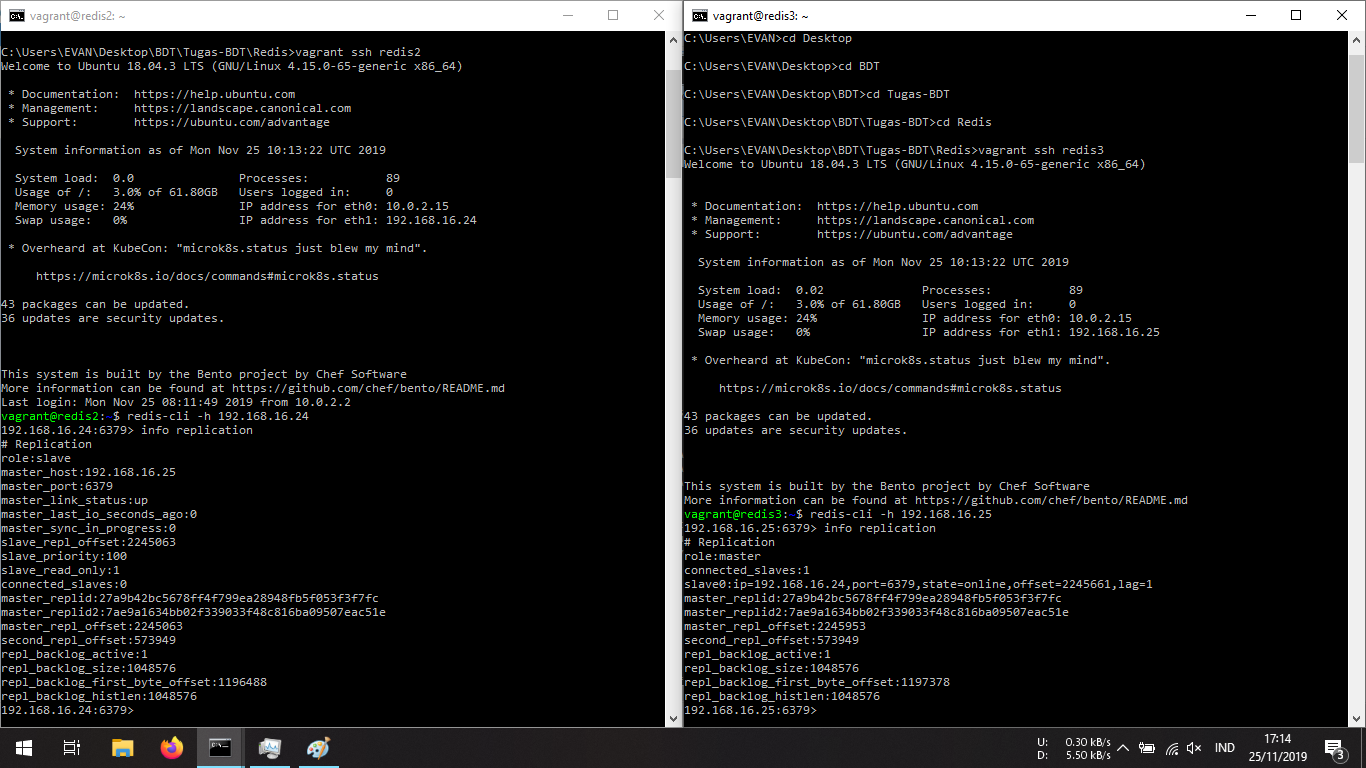 vagrant@redis2: ~
C:\Users\EVAN\Desktop\BDT\Tugas-BDT\Redis>vagrant ssh redis2
Welcome to Ubuntu 18.04.3 LTS (GNU/Linux 4.15.0-65-generic x86_64)
* Documentation:  https://help.ubuntu.com
* Management:     https://landscape.canonical.com
* Support:        https://ubuntu.com/advantage
System information as of Mon Nov 25 10:13:22 UTC 2019
System load:  0.0               Processes:           89
Usage of /:   3.0% of 61.80GB   Users logged in:     0
Memory usage: 24%               IP address for eth0: 10.0.2.15
Swap usage:   0%                IP address for eth1: 192.168.16.24
* Overheard at KubeCon: "microk8s.status just blew my mind".
https://microk8s.io/docs/commands#microk8s.status
43 packages can be updated.
36 updates are security updates.
This system is built by the Bento project by Chef Software
More information can be found at https://github.com/chef/bento/README.md
Last login: Mon Nov 25 08:11:49 2019 from 10.0.2.2
vagrant@redis2:~$ redis-cli -h 192.168.16.24
192.168.16.24:6379> info replication
# Replication
role:slave
master_host:192.168.16.25
master_port:6379
master_link_status:up
master_last_io_seconds_ago:0
master_sync_in_progress:0
slave_repl_offset:2245063
slave_priority:100
slave_read_only:1
connected_slaves:0
master_replid:27a9b42bc5678ff4f799ea28948fb5f053f3f7fc
master_replid2:7ae9a1634bb02f339033f48c816ba09507eac51e
master_repl_offset:2245063
second_repl_offset:573949
repl_backlog_active:1
repl_backlog_size:1048576
repl_backlog_first_byte_offset:1196488
repl_backlog_histlen:1048576
192.168.16.24:6379>
vagrant@redis3: ~
C:\Users\EVAN>cd Desktop
C:\Users\EVAN\Desktop>cd BDT
C:\Users\EVAN\Desktop\BDT>cd Tugas-BDT
C:\Users\EVAN\Desktop\BDT\Tugas-BDT>cd Redis
C:\Users\EVAN\Desktop\BDT\Tugas-BDT\Redis>vagrant ssh redis3
Welcome to Ubuntu 18.04.3 LTS (GNU/Linux 4.15.0-65-generic x86_64)
* Documentation:  https://help.ubuntu.com
* Management:     https://landscape.canonical.com
* Support:        https://ubuntu.com/advantage
System information as of Mon Nov 25 10:13:22 UTC 2019
System load:  0.02              Processes:           89
Usage of /:   3.0% of 61.80GB   Users logged in:     0
Memory usage: 24%               IP address for eth0: 10.0.2.15
Swap usage:   0%                IP address for eth1: 192.168.16.25
* Overheard at KubeCon: "microk8s.status just blew my mind".
https://microk8s.io/docs/commands#microk8s.status
43 packages can be updated.
36 updates are security updates.
This system is built by the Bento project by Chef Software
More information can be found at https://github.com/chef/bento/README.md
vagrant@redis3:~$ redis-cli -h 192.168.16.25
192.168.16.25:6379> info replication
# Replication
role:master
connected_slaves:1
slave0:ip=192.168.16.24,port=6379,state=online,offset=2245661,lag=1
master_replid:27a9b42bc5678ff4f799ea28948fb5f053f3f7fc
master_replid2:7ae9a1634bb02f339033f48c816ba09507eac51e
master_repl_offset:2245953
second_repl_offset:573949
repl_backlog_active:1
repl_backlog_size:1048576
repl_backlog_first_byte_offset:1197378
repl_backlog_histlen:1048576
192.168.16.25:6379>
U: 0.30 kB/s
D: 5.50 kB/s
IND
17:14
25/11/2019
3